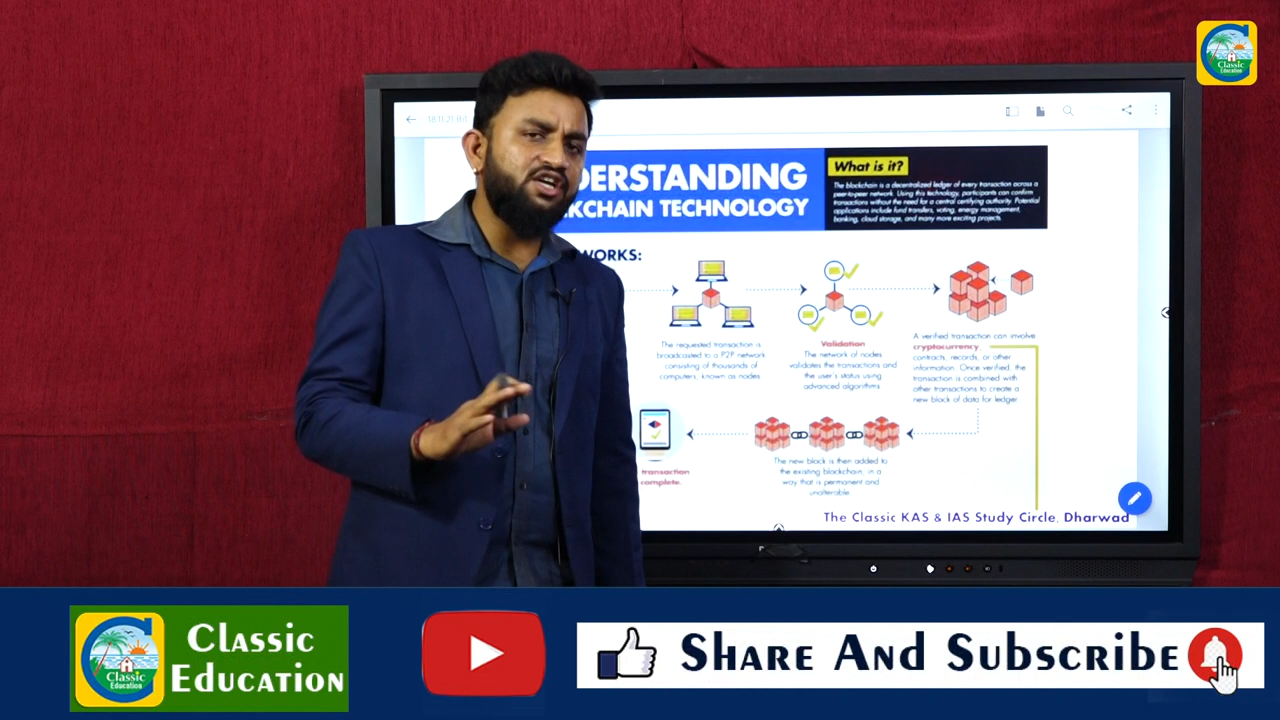 Classic
Education
18.11.21 Bit
DERSTANDING
KCHAIN TECHNOLOGY
What is it?
The blockchain is a decentralized ledger of every transaction across a
peer-to-peer network. Using this technology, participants can confirm
transactions without the need for a central certifying authority. Potential
applications include fund transfers, voting, energy management,
banking, cloud storage, and many more exciting projects.
WORKS:
The requested transaction is
broadcasted to a P2P network
consisting of thousands of
computers, known as nodes
Validation
The network of nodes
validates the transactions and
the user's status using
advanced algorithms
A verified transaction can involve
cryptocurrency
contracts, records, or other
information. Once verified, the
transaction is combined with
other transactions to create a
new block of data for ledger
transaction
complete.
The new block is then added to
the existing blockchain, in a
way that is permanent and
unalterable
The Classic KAS & IAS Study Circle, Dharwad
Classic
Education
Classic
Education
Share And Subscribe